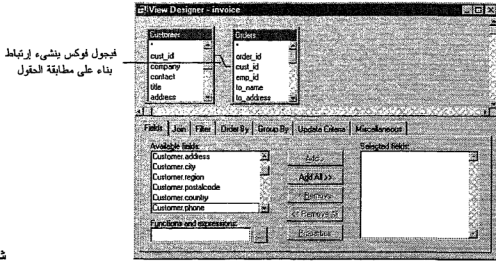 View Designer - invoice
فيجول فوكس ينشىء إرتباط
بناء على مطابقة الحقول
Customer
*
cust_id
company
contact
title
address
Orders
*
order_id
cust_id
emp_id
to_name
to_address
Fields
Join
Filter
Order By
Group By
Update Criteria
Miscellaneous
Available fields:
Customer.address
Customer.city
Customer.region
Customer.postalcode
Customer.country
Customer.phone
Functions and expressions:
Add >
Add All >>
< Remove
<< Remove All
Properties
Selected fields: